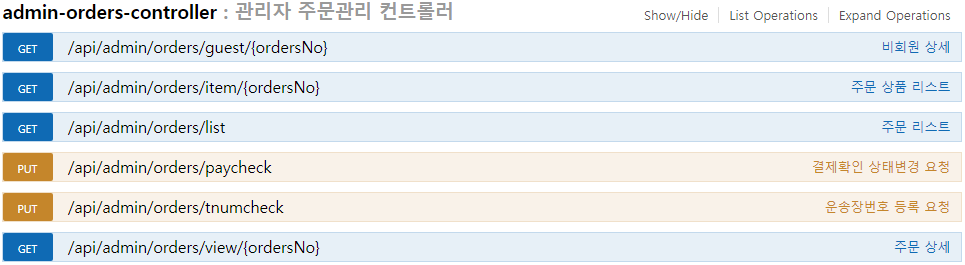 admin-orders-controller : 관리자 주문관리 컨트롤러
Show/Hide List Operations Expand Operations
GET /api/admin/orders/guest/{ordersNo} 비회원 상세
GET /api/admin/orders/item/{ordersNo} 주문 상품 리스트
GET /api/admin/orders/list 주문 리스트
PUT /api/admin/orders/paycheck 결제확인 상태변경 요청
PUT /api/admin/orders/tnumcheck 운송장번호 등록 요청
GET /api/admin/orders/view/{ordersNo} 주문 상세